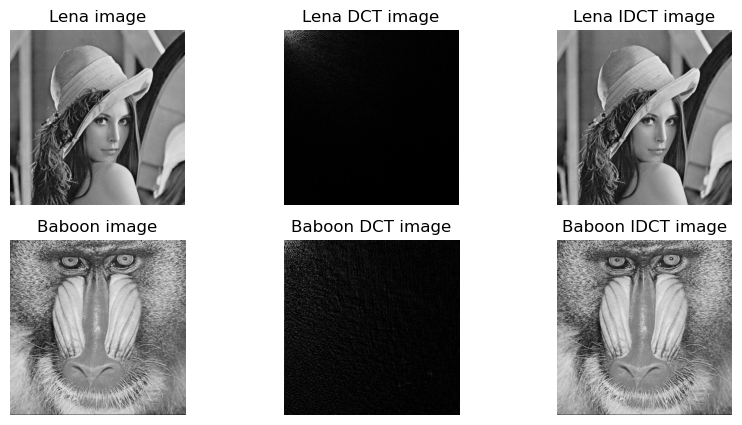 Lena image
Lena DCT image
Lena IDCT image
Baboon image
Baboon DCT image
Baboon IDCT image